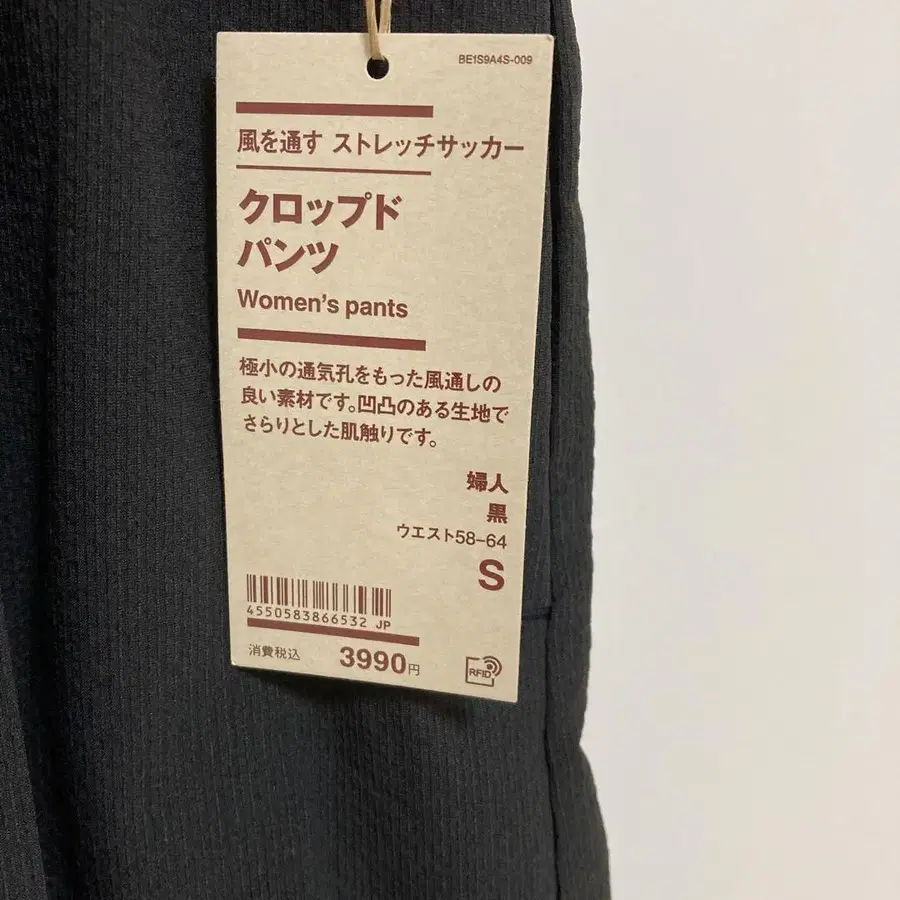 BE1S9A4S-009
風を通す ストレッチサッカー
クロップド
パンツ
Women's pants
極小の通気孔をもった風通しの
良い素材です。凹凸のある生地で
さらりとした肌触りです。
婦人
黒
ウエスト58-64
S
4550583866532 JP
消費税込 3990円
RFID